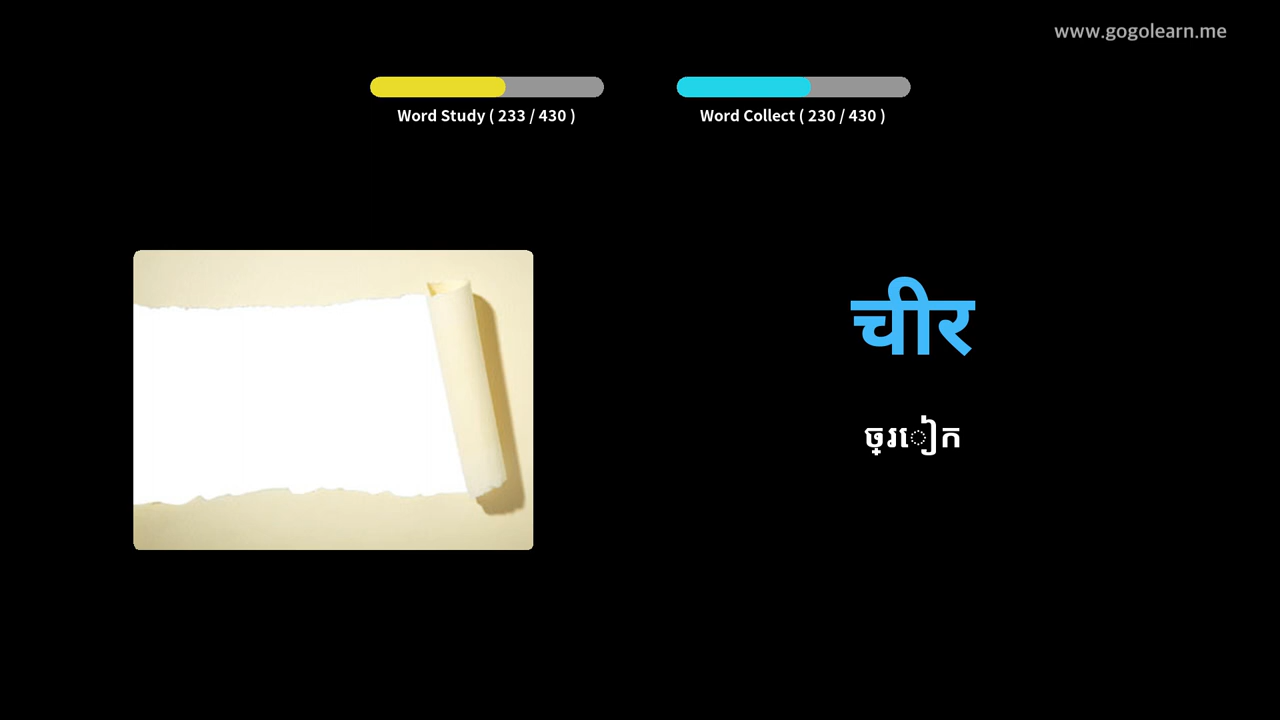 www.gogolearn.me
Word Study ( 233 / 430 )
Word Collect ( 230 / 430 )
चीर
ច្រៀក